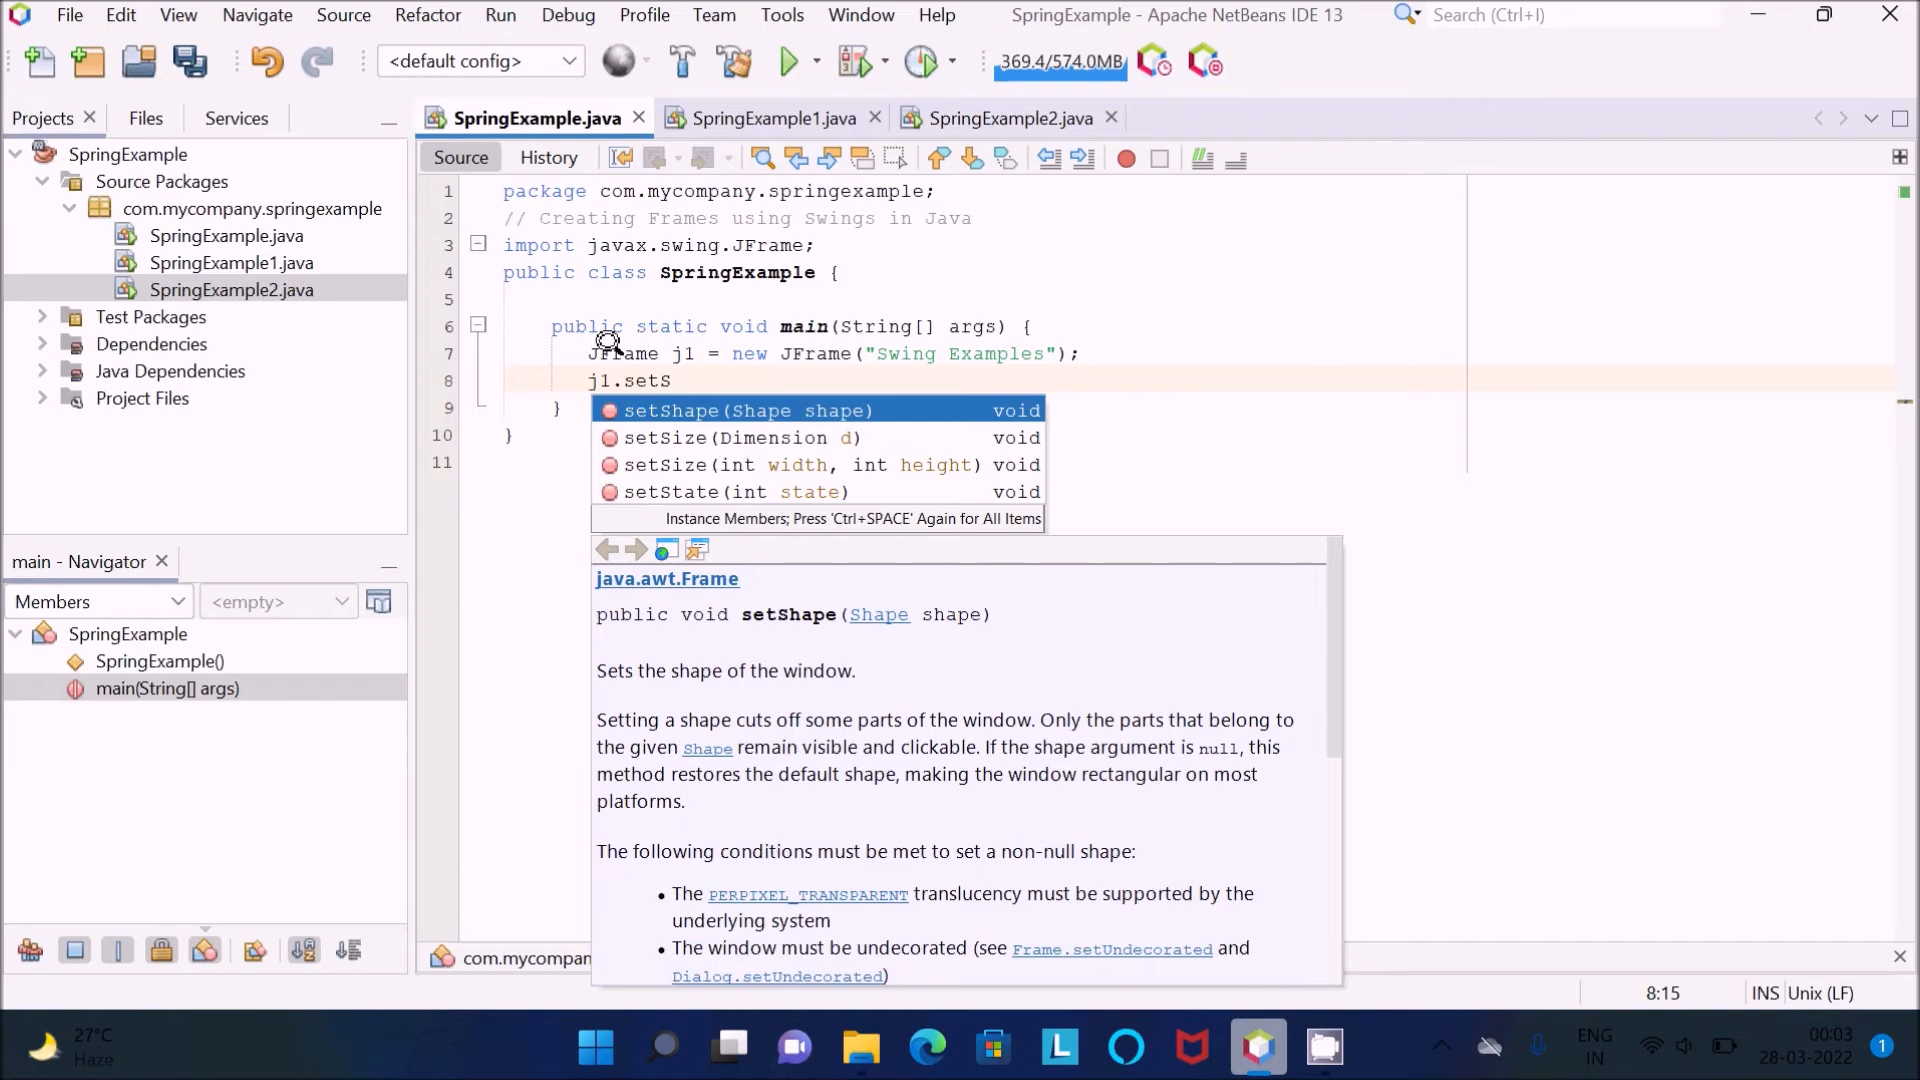 File Edit View Navigate Source Refactor Run Debug Profile Team Tools Window Help SpringExample - Apache NetBeans IDE 13 Search (Ctrl+I)
<default config> 369.4/574.0MB
Projects Files Services
SpringExample.java SpringExample1.java SpringExample2.java
Source History
SpringExample
Source Packages
com.mycompany.springexample
SpringExample.java
SpringExample1.java
SpringExample2.java
Test Packages
Dependencies
Java Dependencies
Project Files
main - Navigator
Members <empty>
SpringExample
SpringExample()
main(String[] args)
1 package com.mycompany.springexample;
2 // Creating Frames using Swings in Java
3 import javax.swing.JFrame;
4 public class SpringExample {
5
6 public static void main(String[] args) {
7 JFrame j1 = new JFrame("Swing Examples");
8 j1.setS
9 }
10 }
11
setShape(Shape shape) void
setSize(Dimension d) void
setSize(int width, int height) void
setState(int state) void
Instance Members; Press 'Ctrl+SPACE' Again for All Items
java.awt.Frame
public void setShape(Shape shape)
Sets the shape of the window.
Setting a shape cuts off some parts of the window. Only the parts that belong to
the given Shape remain visible and clickable. If the shape argument is null, this
method restores the default shape, making the window rectangular on most
platforms.
The following conditions must be met to set a non-null shape:
• The PERPIXEL_TRANSPARENT translucency must be supported by the
underlying system
• The window must be undecorated (see Frame.setUndecorated and
Dialog.setUndecorated)
com.mycompan
8:15 INS Unix (LF)
27°C
Haze
L
ENG
IN
00:03
28-03-2022
1